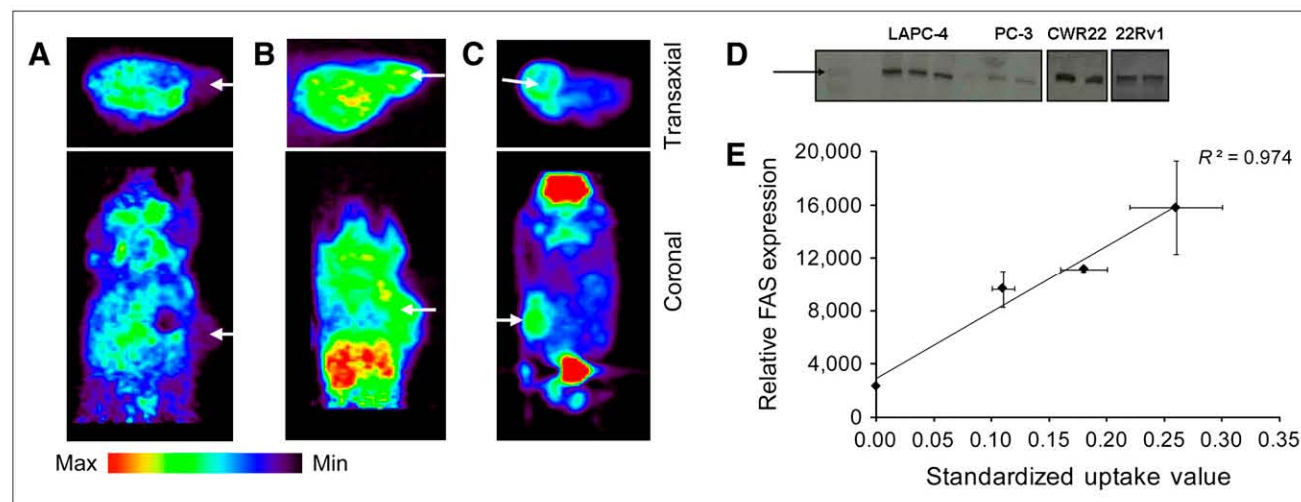 A
B
C
Transaxial
Coronal
Max
Min
D
LAPC-4 PC-3 CWR22 22Rv1
E
R² = 0.974
Relative FAS expression
20,000
16,000
12,000
8,000
4,000
0
0.00 0.05 0.10 0.15 0.20 0.25 0.30 0.35
Standardized uptake value